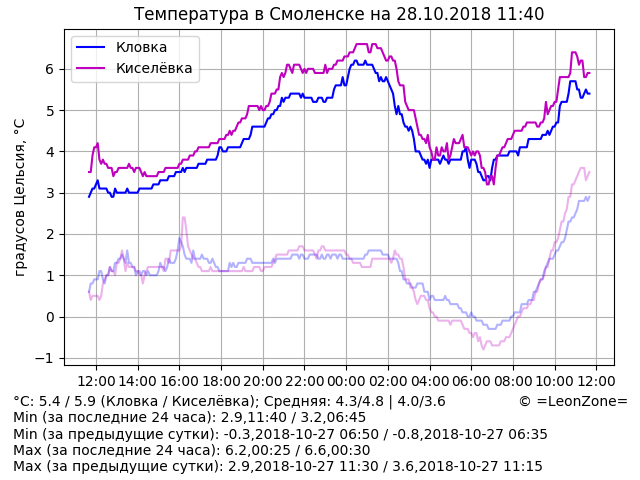 Температура в Смоленске на 28.10.2018 11:40
Кловка
Киселёвка
градусов Цельсия, °C
6
5
4
3
2
1
0
−1
12:00 14:00 16:00 18:00 20:00 22:00 00:00 02:00 04:00 06:00 08:00 10:00 12:00
°C: 5.4 / 5.9 (Кловка / Киселёвка); Средняя: 4.3/4.8 | 4.0/3.6 © =LeonZone=
Min (за последние 24 часа): 2.9,11:40 / 3.2,06:45
Min (за предыдущие сутки): -0.3,2018-10-27 06:50 / -0.8,2018-10-27 06:35
Max (за последние 24 часа): 6.2,00:25 / 6.6,00:30
Max (за предыдущие сутки): 2.9,2018-10-27 11:30 / 3.6,2018-10-27 11:15